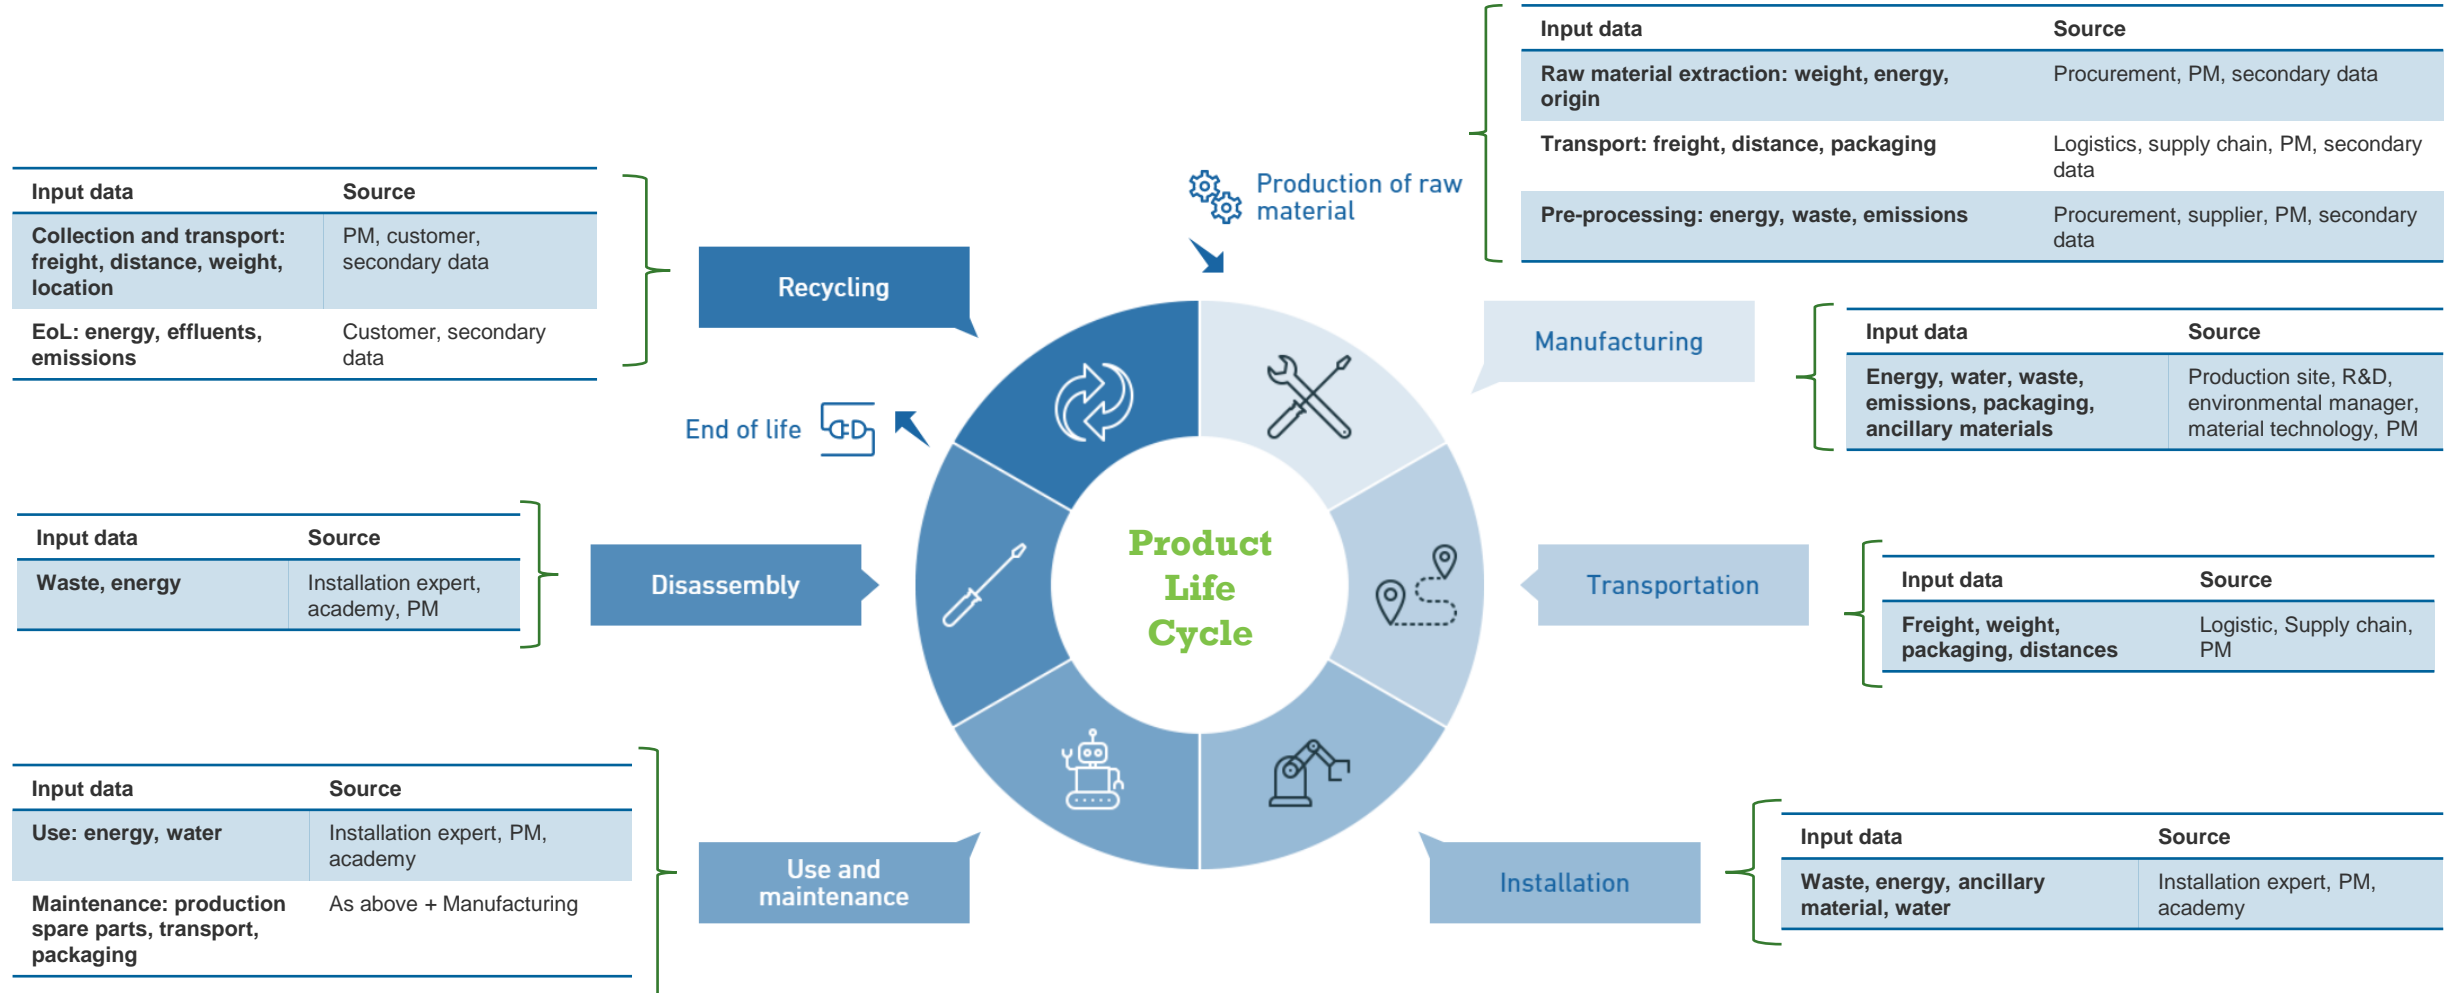 Input data Source
Raw material extraction: weight, energy, Procurement, PM, secondary data
origin
Transport: freight, distance, packaging Logistics, supply chain, PM, secondary
data
Pre-processing: energy, waste, emissions Procurement, supplier, PM, secondary
data
Production of raw
material
Input data Source
Collection and transport: PM, customer,
freight, distance, weight, secondary data
location
EoL: energy, effluents, Customer, secondary
emissions data
Recycling
Manufacturing
Input data Source
Energy, water, waste, Production site, R&D,
emissions, packaging, environmental manager,
ancillary materials material technology, PM
End of life
Product
Life
Cycle
Input data Source
Waste, energy Installation expert,
academy, PM
Disassembly
Transportation
Input data Source
Freight, weight, Logistic, Supply chain,
packaging, distances PM
Input data Source
Use: energy, water Installation expert, PM,
academy
Maintenance: production As above + Manufacturing
spare parts, transport,
packaging
Use and
maintenance
Installation
Input data Source
Waste, energy, ancillary Installation expert, PM,
material, water academy